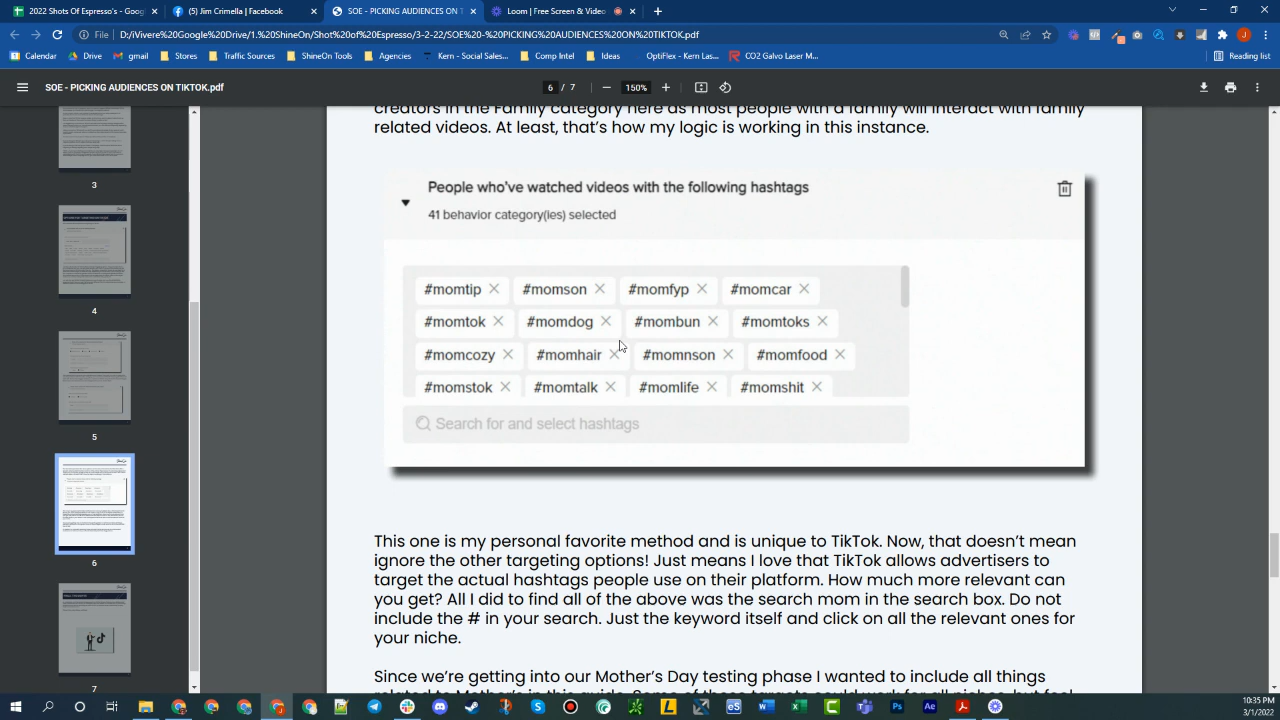 2022 Shots Of Espresso's - Goog
(5) Jim Crimella | Facebook
SOE - PICKING AUDIENCES ON T
Loom | Free Screen & Video
File
D:/iVivere%20Google%20Drive/1.%20ShineOn/Shot%20of%20Espresso/3-2-22/SOE%20-%20PICKING%20AUDIENCES%20ON%20TIKTOK.pdf
Calendar
Drive
gmail
Stores
Traffic Sources
ShineOn Tools
Agencies
Kern - Social Sales...
Comp Intel
Ideas
OptiFlex - Kern Las...
CO2 Galvo Laser M...
Reading list
SOE - PICKING AUDIENCES ON TIKTOK.pdf
6 / 7
150%
3
4
5
6
7
creators in the Family category here as most people with a family will interact with family
related videos. At least, that's how my logic is working in this instance.
People who've watched videos with the following hashtags
41 behavior category(ies) selected
#momtip #momson #momfyp #momcar
#momtok #momdog #mombun #momtoks
#momcozy #momhair #momnson #momfood
#momstok #momtalk #momlife #momshit
Search for and select hashtags
This one is my personal favorite method and is unique to TikTok. Now, that doesn't mean
ignore the other targeting options! Just means I love that TikTok allows advertisers to
target the actual hashtags people use on their platform. How much more relevant can
you get? All I did to find all of the above was the search mom in the search box. Do not
include the # in your search. Just the keyword itself and click on all the relevant ones for
your niche.
Since we're getting into our Mother's Day testing phase I wanted to include all things
10:35 PM
3/1/2022